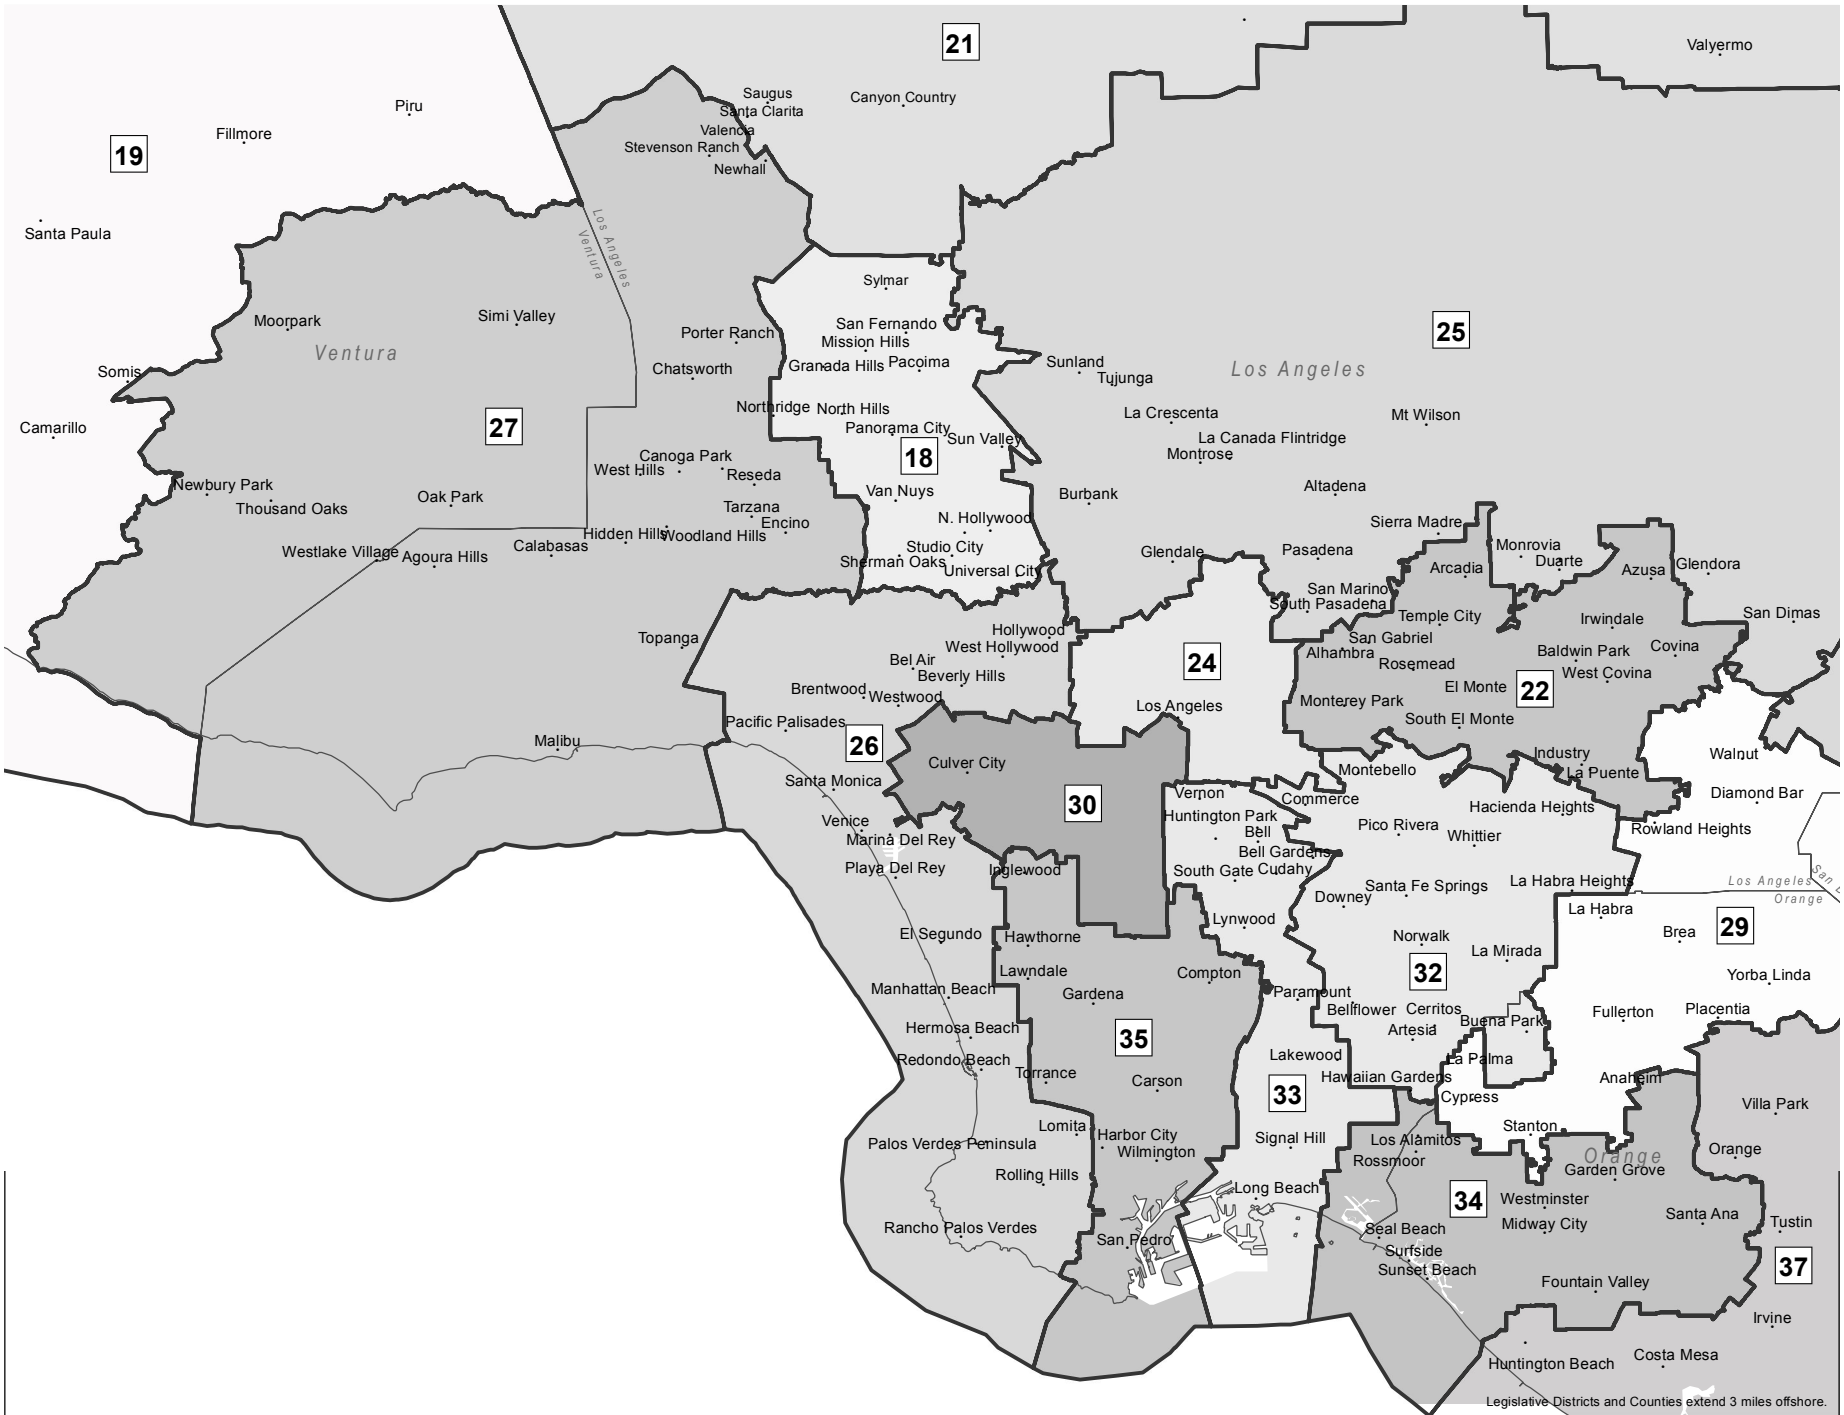 21
Valyermo
Saugus
Canyon Country
Piru
Santa Clarita
Fillmore
Valencia
19
Stevenson Ranch
Newhall
Santa Paula
Los Angeles
Ventura
Sylmar
Moorpark
Simi Valley
San Fernando
Porter Ranch
Mission Hills
25
Ventura
Granada Hills
Pacoima
Sunland
Los Angeles
Somis
Chatsworth
Tujunga
Northridge
North Hills
La Crescenta
Mt Wilson
Camarillo
27
Panorama City
Sun Valley
La Canada Flintridge
Canoga Park
18
Montrose
West Hills
Reseda
Newbury Park
Oak Park
Van Nuys
Burbank
Altadena
Thousand Oaks
Tarzana
Encino
N. Hollywood
Sierra Madre
Hidden Hills
Woodland Hills
Westlake Village
Agoura Hills
Calabasas
Studio City
Glendale
Pasadena
Monrovia
Duarte
Sherman Oaks
Universal City
Arcadia
Azusa
Glendora
San Marino
South Pasadena
Temple City
Irwindale
San Dimas
Topanga
Hollywood
San Gabriel
West Hollywood
Alhambra
Baldwin Park
Covina
Bel Air
24
Rosemead
West Covina
Beverly Hills
Brentwood
Westwood
El Monte
22
Los Angeles
Monterey Park
Pacific Palisades
South El Monte
Malibu
26
Industry
Walnut
Culver City
Montebello
La Puente
Santa Monica
Vernon
Commerce
Diamond Bar
30
Hacienda Heights
Venice
Huntington Park
Pico Rivera
Rowland Heights
Marina Del Rey
Bell
Whittier
Bell Gardens
Playa Del Rey
Inglewood
South Gate
Cudahy
Santa Fe Springs
La Habra Heights
Los Angeles
San B
Downey
Orange
Lynwood
La Habra
El Segundo
Hawthorne
Norwalk
Brea
29
La Mirada
Lawndale
Compton
32
Yorba Linda
Manhattan Beach
Gardena
Paramount
Bellflower
Cerritos
Fullerton
Placentia
Hermosa Beach
35
Artesia
Buena Park
Redondo Beach
Lakewood
La Palma
Torrance
Carson
Hawaiian Gardens
Anaheim
33
Cypress
Villa Park
Lomita
Harbor City
Signal Hill
Los Alamitos
Stanton
Palos Verdes Peninsula
Wilmington
Rossmoor
Orange
Orange
Rolling Hills
Garden Grove
Long Beach
34
Westminster
Rancho Palos Verdes
San Pedro
Seal Beach
Midway City
Santa Ana
Tustin
Surfside
Sunset Beach
37
Fountain Valley
Irvine
Huntington Beach
Costa Mesa
Legislative Districts and Counties extend 3 miles offshore.